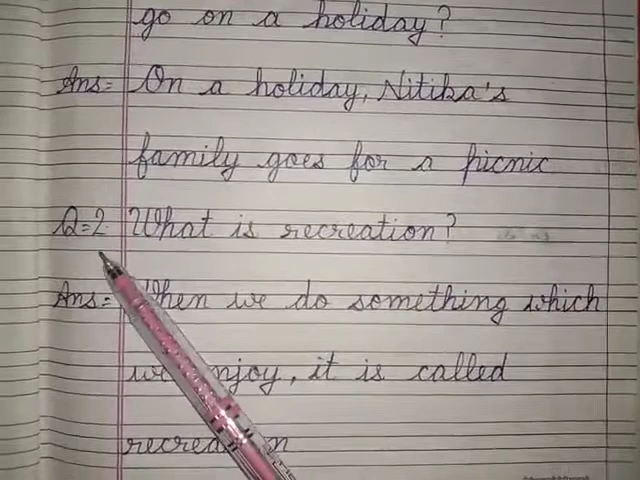 go on a holiday?
Ans= On a holiday, Nitika's
family goes for a picnic
Q=2 What is recreation?
Ans= When we do something which
we enjoy, it is called
recreation